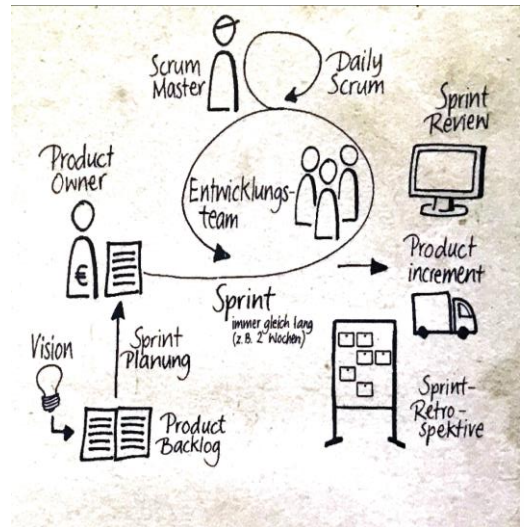 Scrum
Master
Daily
Scrum
Sprint
Review
Product
Owner
Entwicklungs-
team
€
Product
increment
Sprint
immer gleich lang
(z.B. 2 Wochen)
Vision
Sprint
Planung
Product
Backlog
Sprint-
Retro-
spektive